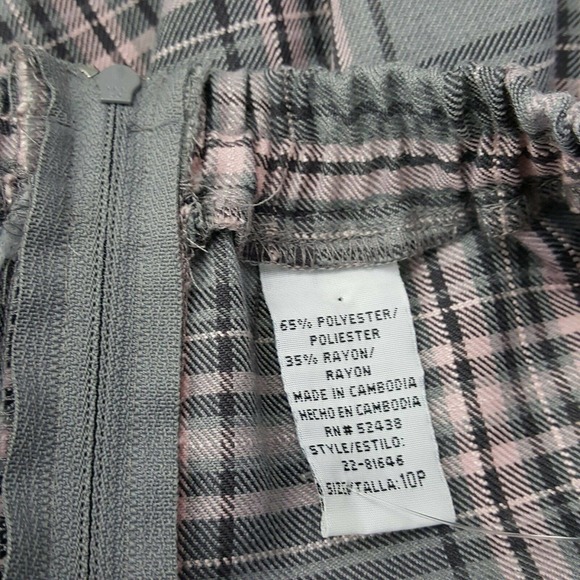 65% POLYESTER/
POLIESTER
35% RAYON/
RAYON
MADE IN CAMBODIA
HECHO EN CAMBODIA
RN# 52438
STYLE/ESTILO:
22-81646
SIZE/TALLA: 10P